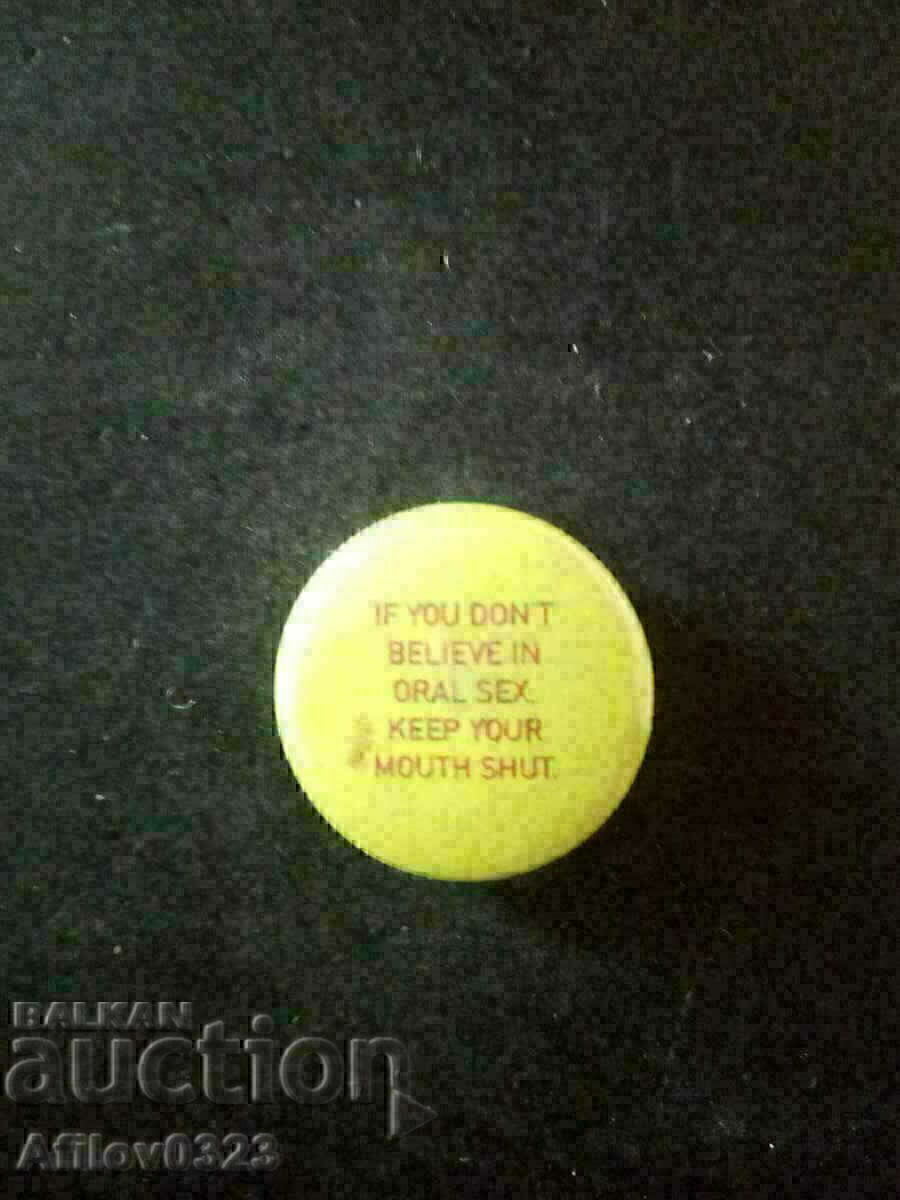 IF YOU DON'T
BELIEVE IN
ORAL SEX.
KEEP YOUR
MOUTH SHUT.
BALKAN
auction
Afilov0323